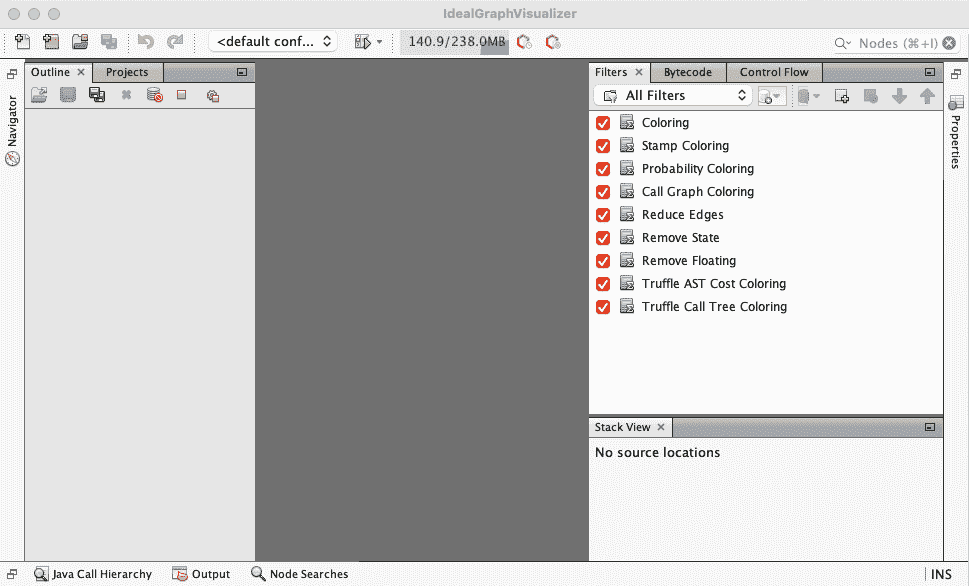 IdealGraphVisualizer
<default conf... 140.9/238.0MB Nodes (⌘+I)
Outline Projects
Filters Bytecode Control Flow
Navigator
Properties
All Filters
Coloring
Stamp Coloring
Probability Coloring
Call Graph Coloring
Reduce Edges
Remove State
Remove Floating
Truffle AST Cost Coloring
Truffle Call Tree Coloring
Stack View
No source locations
Java Call Hierarchy Output Node Searches INS